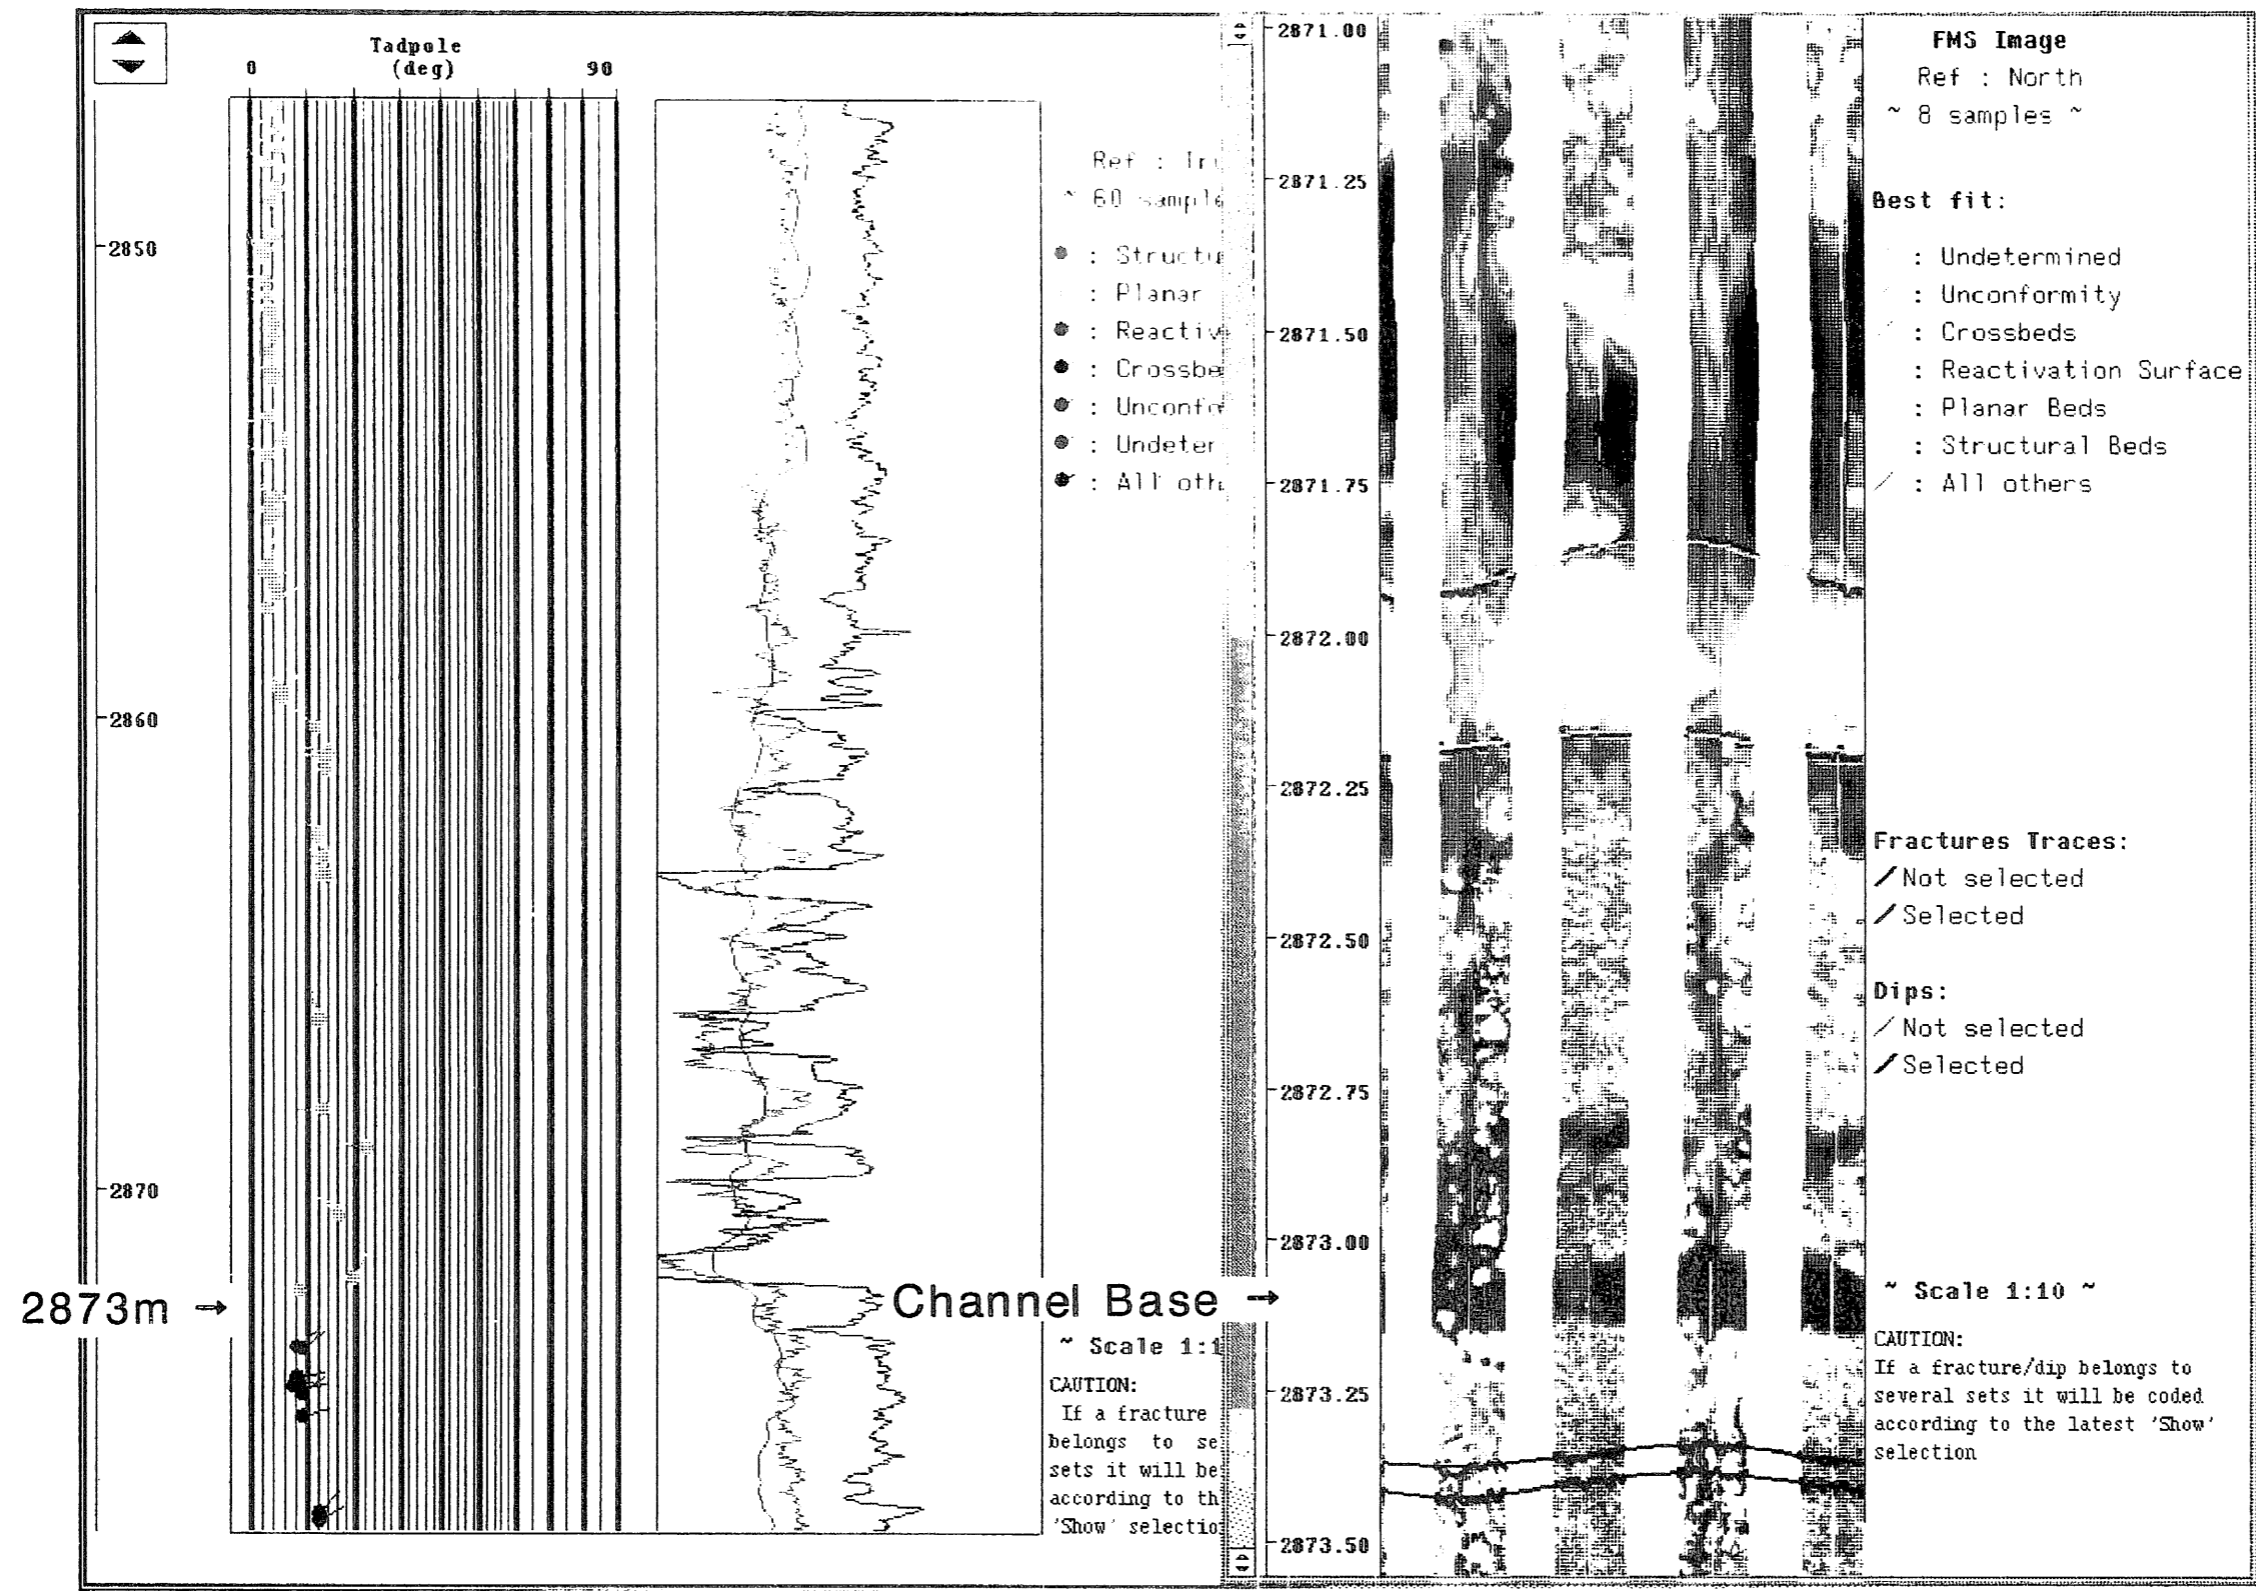 Tadpole
(deg)
0 90
2850
2860
2870
2873m →
Ref :
~ 60
: Structu
: Planar
: Reactiv
: Crossbe
: Unconfo
: Undeter
: All oth
Channel Base →
~ Scale 1:1
CAUTION:
If a fracture
belongs to se
sets it will be
according to th
'Show' selectio
2871.00
2871.25
2871.50
2871.75
2872.00
2872.25
2872.50
2872.75
2873.00
2873.25
2873.50
FMS Image
Ref : North
~ 8 samples ~
Best fit:
: Undetermined
: Unconformity
: Crossbeds
: Reactivation Surface
: Planar Beds
: Structural Beds
: All others
Fractures Traces:
Not selected
Selected
Dips:
Not selected
Selected
~ Scale 1:10 ~
CAUTION:
If a fracture/dip belongs to
several sets it will be coded
according to the latest 'Show'
selection